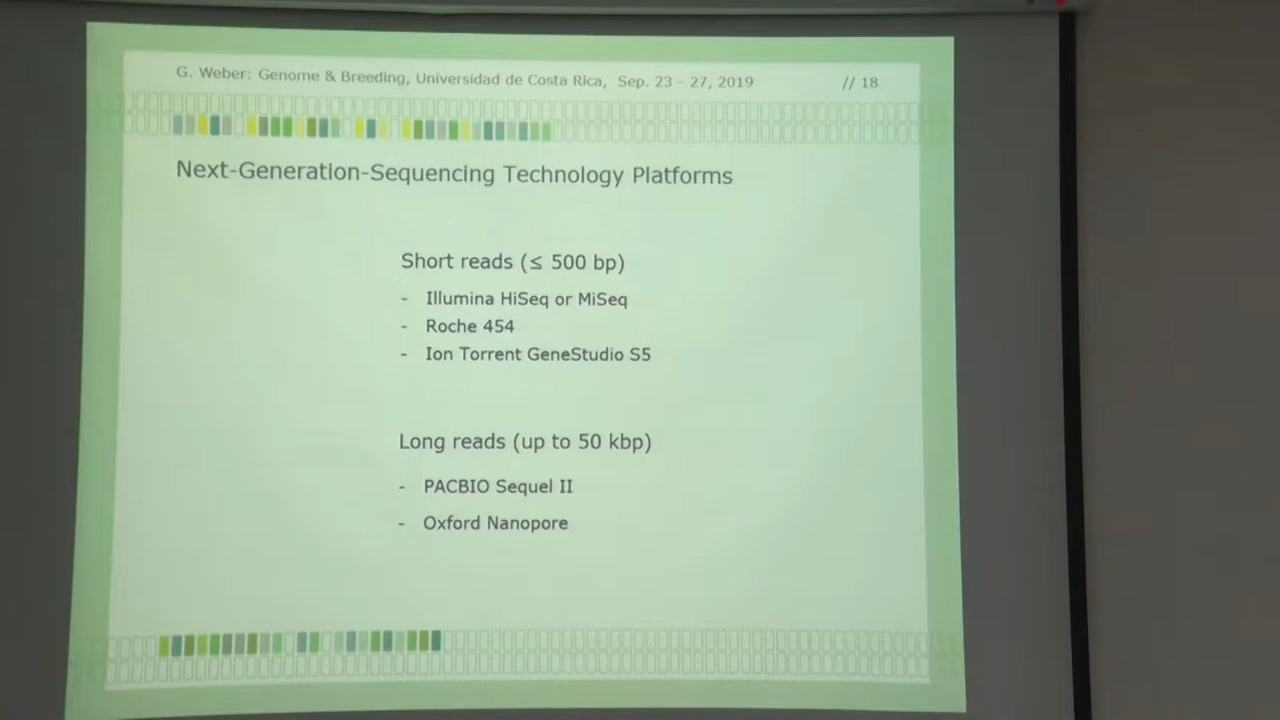 G. Weber: Genome & Breeding, Universidad de Costa Rica, Sep. 23 – 27, 2019 // 18
Next-Generation-Sequencing Technology Platforms
Short reads (≤ 500 bp)
- Illumina HiSeq or MiSeq
- Roche 454
- Ion Torrent GeneStudio S5
Long reads (up to 50 kbp)
- PACBIO Sequel II
- Oxford Nanopore